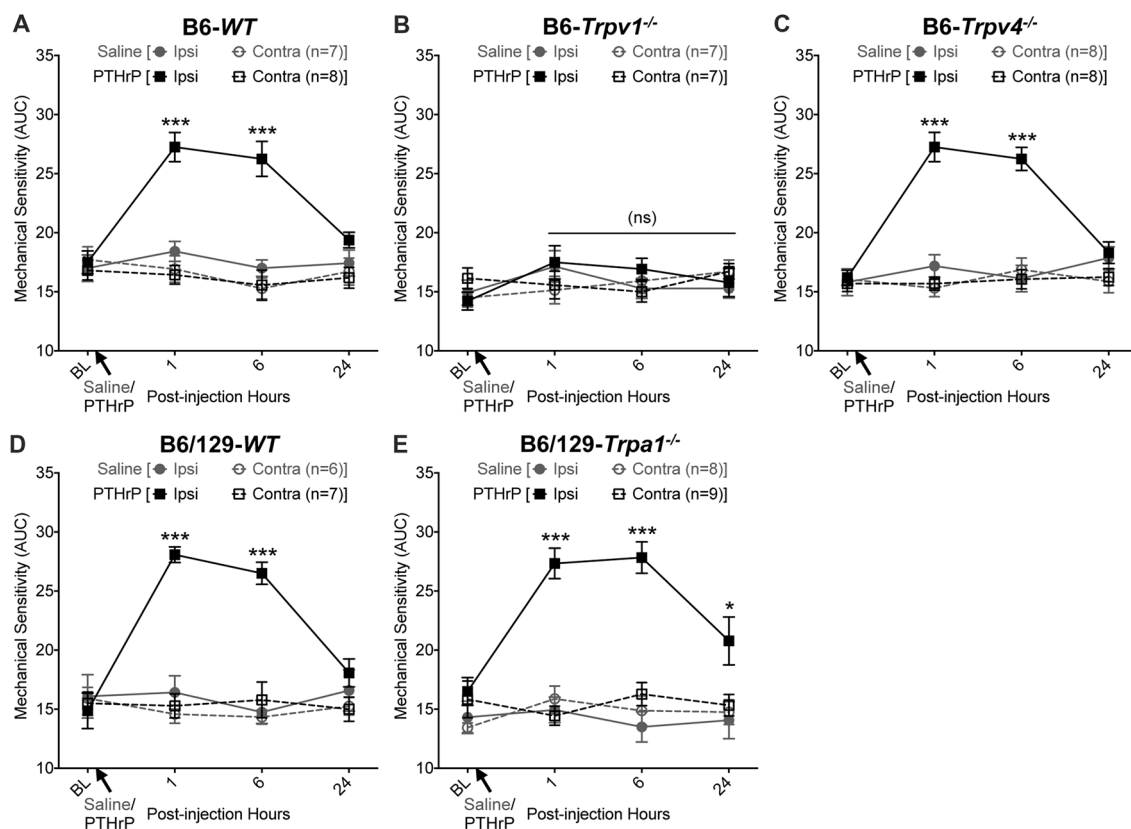 A B6-WT
Saline [ Ipsi Contra (n=7)]
PTHrP [ Ipsi Contra (n=8)]
Mechanical Sensitivity (AUC)
35
30
25
20
15
10
*** ***
BL 1 6 24
Saline/
PTHrP
Post-injection Hours
B B6-Trpv1-/-
Saline [ Ipsi Contra (n=7)]
PTHrP [ Ipsi Contra (n=7)]
Mechanical Sensitivity (AUC)
35
30
25
20
15
10
(ns)
BL 1 6 24
Saline/
PTHrP
Post-injection Hours
C B6-Trpv4-/-
Saline [ Ipsi Contra (n=8)]
PTHrP [ Ipsi Contra (n=8)]
Mechanical Sensitivity (AUC)
35
30
25
20
15
10
*** ***
BL 1 6 24
Saline/
PTHrP
Post-injection Hours
D B6/129-WT
Saline [ Ipsi Contra (n=6)]
PTHrP [ Ipsi Contra (n=7)]
Mechanical Sensitivity (AUC)
35
30
25
20
15
10
*** ***
BL 1 6 24
Saline/
PTHrP
Post-injection Hours
E B6/129-Trpa1-/-
Saline [ Ipsi Contra (n=8)]
PTHrP [ Ipsi Contra (n=9)]
Mechanical Sensitivity (AUC)
35
30
25
20
15
10
*** *** *
BL 1 6 24
Saline/
PTHrP
Post-injection Hours